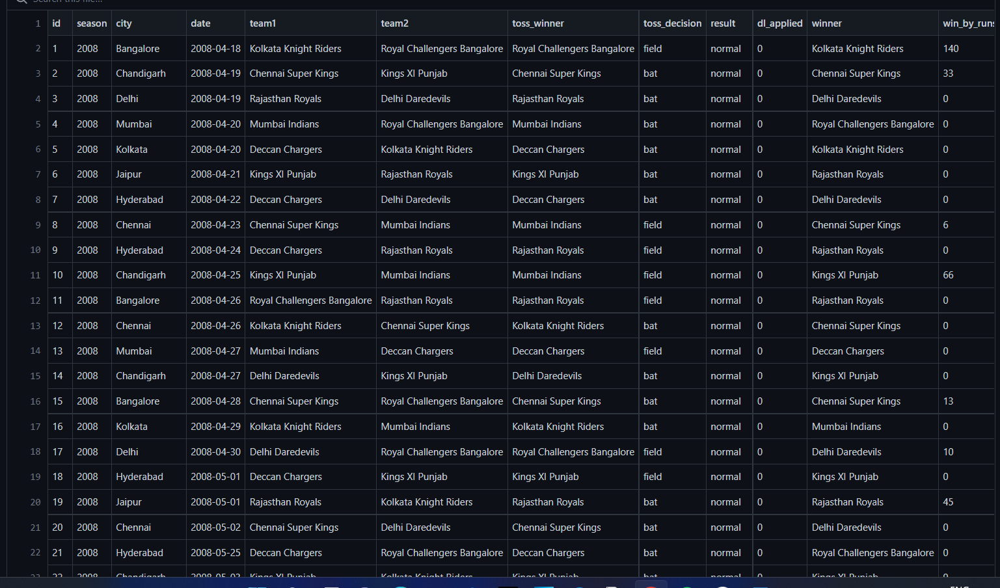 Search this file...
1 id season city date team1 team2 toss_winner toss_decision result dl_applied winner win_by_runs
2 1 2008 Bangalore 2008-04-18 Kolkata Knight Riders Royal Challengers Bangalore Royal Challengers Bangalore field normal 0 Kolkata Knight Riders 140
3 2 2008 Chandigarh 2008-04-19 Chennai Super Kings Kings XI Punjab Chennai Super Kings bat normal 0 Chennai Super Kings 33
4 3 2008 Delhi 2008-04-19 Rajasthan Royals Delhi Daredevils Rajasthan Royals bat normal 0 Delhi Daredevils 0
5 4 2008 Mumbai 2008-04-20 Mumbai Indians Royal Challengers Bangalore Mumbai Indians bat normal 0 Royal Challengers Bangalore 0
6 5 2008 Kolkata 2008-04-20 Deccan Chargers Kolkata Knight Riders Deccan Chargers bat normal 0 Kolkata Knight Riders 0
7 6 2008 Jaipur 2008-04-21 Kings XI Punjab Rajasthan Royals Kings XI Punjab bat normal 0 Rajasthan Royals 0
8 7 2008 Hyderabad 2008-04-22 Deccan Chargers Delhi Daredevils Deccan Chargers bat normal 0 Delhi Daredevils 0
9 8 2008 Chennai 2008-04-23 Chennai Super Kings Mumbai Indians Mumbai Indians field normal 0 Chennai Super Kings 6
10 9 2008 Hyderabad 2008-04-24 Deccan Chargers Rajasthan Royals Rajasthan Royals field normal 0 Rajasthan Royals 0
11 10 2008 Chandigarh 2008-04-25 Kings XI Punjab Mumbai Indians Mumbai Indians field normal 0 Kings XI Punjab 66
12 11 2008 Bangalore 2008-04-26 Royal Challengers Bangalore Rajasthan Royals Rajasthan Royals field normal 0 Rajasthan Royals 0
13 12 2008 Chennai 2008-04-26 Kolkata Knight Riders Chennai Super Kings Kolkata Knight Riders bat normal 0 Chennai Super Kings 0
14 13 2008 Mumbai 2008-04-27 Mumbai Indians Deccan Chargers Deccan Chargers field normal 0 Deccan Chargers 0
15 14 2008 Chandigarh 2008-04-27 Delhi Daredevils Kings XI Punjab Delhi Daredevils bat normal 0 Kings XI Punjab 0
16 15 2008 Bangalore 2008-04-28 Chennai Super Kings Royal Challengers Bangalore Chennai Super Kings bat normal 0 Chennai Super Kings 13
17 16 2008 Kolkata 2008-04-29 Kolkata Knight Riders Mumbai Indians Kolkata Knight Riders bat normal 0 Mumbai Indians 0
18 17 2008 Delhi 2008-04-30 Delhi Daredevils Royal Challengers Bangalore Royal Challengers Bangalore field normal 0 Delhi Daredevils 10
19 18 2008 Hyderabad 2008-05-01 Deccan Chargers Kings XI Punjab Kings XI Punjab field normal 0 Kings XI Punjab 0
20 19 2008 Jaipur 2008-05-01 Rajasthan Royals Kolkata Knight Riders Rajasthan Royals bat normal 0 Rajasthan Royals 45
21 20 2008 Chennai 2008-05-02 Chennai Super Kings Delhi Daredevils Chennai Super Kings bat normal 0 Delhi Daredevils 0
22 21 2008 Hyderabad 2008-05-25 Deccan Chargers Royal Challengers Bangalore Deccan Chargers bat normal 0 Royal Challengers Bangalore 0
23 22 2008 Chandigarh 2008-05-03 Kings XI Punjab Kolkata Knight Riders Kings XI Punjab bat normal 0 Kings XI Punjab 9